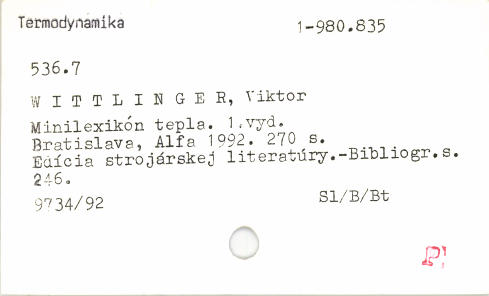 Termodynamika
1-980.835
536.7
W I T T L I N G E R, Viktor
Minilexikón tepla. 1.vyd.
Bratislava, Alfa 1992. 270 s.
Edícia strojárskej literatúry.-Bibliogr.s.
246.
9734/92
Sl/B/Bt
P